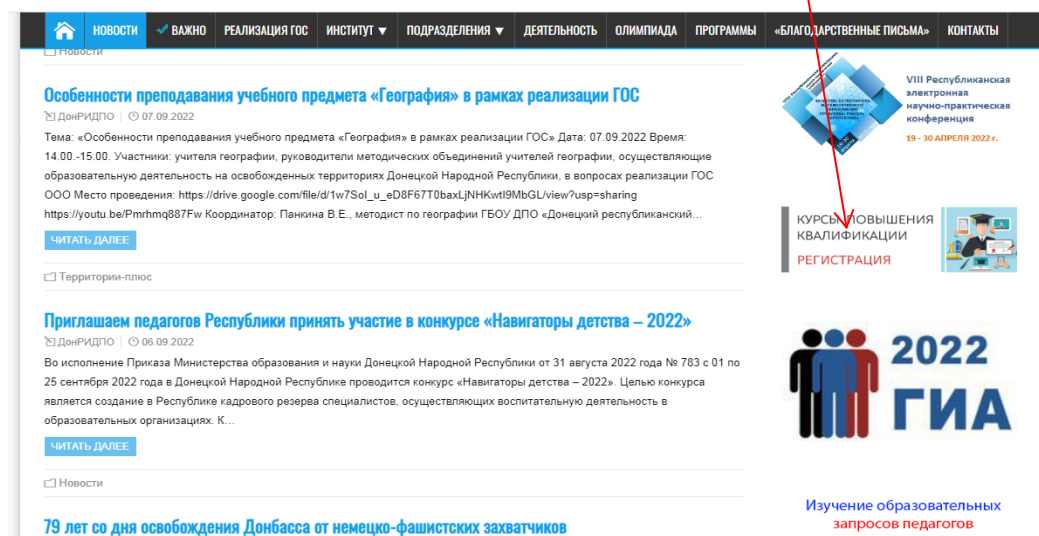 НОВОСТИ ВАЖНО РЕАЛИЗАЦИЯ ГОС ИНСТИТУТ ▼ ПОДРАЗДЕЛЕНИЯ ▼ ДЕЯТЕЛЬНОСТЬ ОЛИМПИАДА ПРОГРАММЫ «БЛАГОДАРСТВЕННЫЕ ПИСЬМА» КОНТАКТЫ
Новости
Особенности преподавания учебного предмета «География» в рамках реализации ГОС
ДонРИДПО | 07.09.2022
Тема: «Особенности преподавания учебного предмета «География» в рамках реализации ГОС» Дата: 07.09.2022 Время:
14.00.-15.00. Участники: учителя географии, руководители методических объединений учителей географии, осуществляющие
образовательную деятельность на освобожденных территориях Донецкой Народной Республики, в вопросах реализации ГОС
ООО Место проведения: https://drive.google.com/file/d/1w7Sol_u_eD8F67T0baxLjNHKwtI9MbGL/view?usp=sharing
https://youtu.be/Pmrhmq887Fw Координатор: Панкина В.Е., методист по географии ГБОУ ДПО «Донецкий республиканский…
ЧИТАТЬ ДАЛЕЕ
Территории-плюс
Приглашаем педагогов Республики принять участие в конкурсе «Навигаторы детства – 2022»
ДонРИДПО | 06.09.2022
Во исполнение Приказа Министерства образования и науки Донецкой Народной Республики от 31 августа 2022 года № 783 с 01 по
25 сентября 2022 года в Донецкой Народной Республике проводится конкурс «Навигаторы детства – 2022». Целью конкурса
является создание в Республике кадрового резерва специалистов, осуществляющих воспитательную деятельность в
образовательных организациях. К…
ЧИТАТЬ ДАЛЕЕ
Новости
79 лет со дня освобождения Донбасса от немецко-фашистских захватчиков
VIII Республиканская
электронная
научно-практическая
конференция
19 - 30 АПРЕЛЯ 2022 г.
КУРСЫ ПОВЫШЕНИЯ
КВАЛИФИКАЦИИ
РЕГИСТРАЦИЯ
2022
ГИА
Изучение образовательных
запросов педагогов